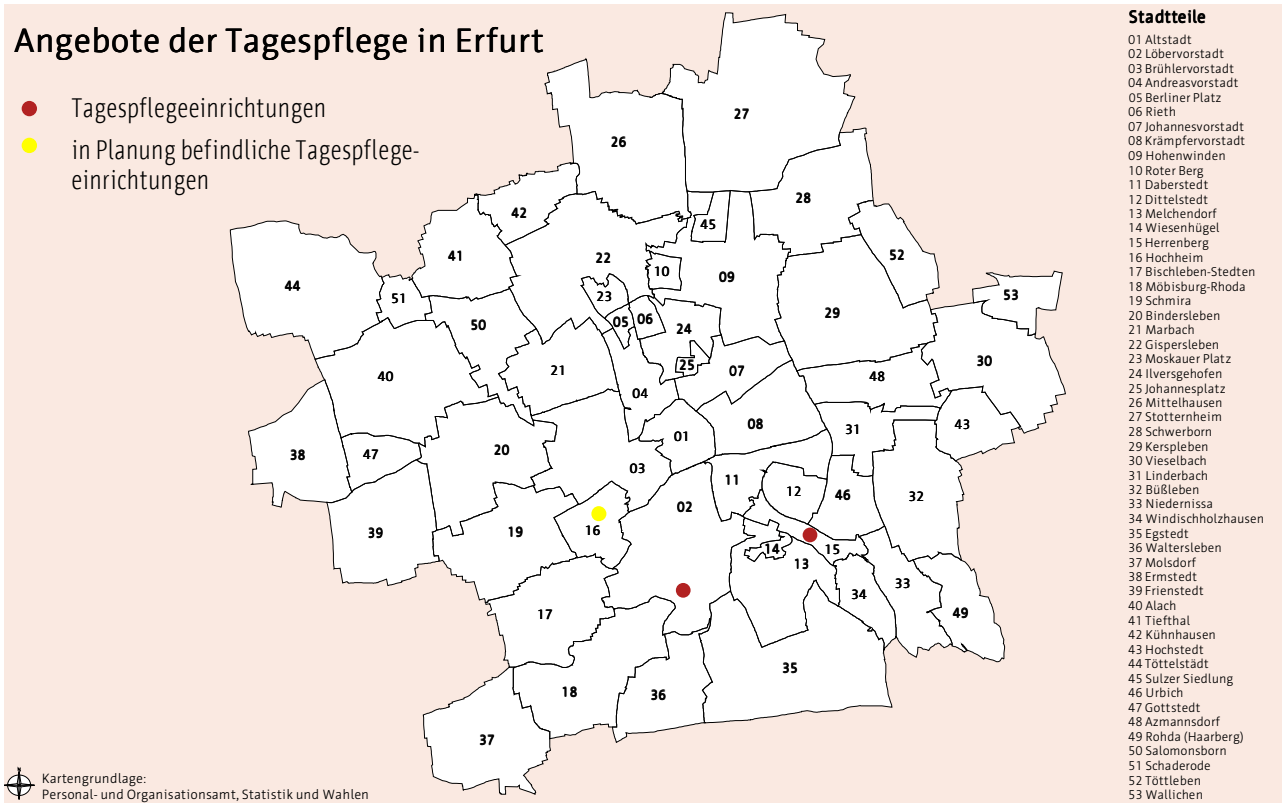 Angebote der Tagespflege in Erfurt
Tagespflegeeinrichtungen
in Planung befindliche Tagespflege-
einrichtungen
27
26
28
42
45
41
22
52
10
09
44
23
53
51
05
06
50
24
29
30
25
21
07
40
48
04
08
43
01
31
20
38
47
03
11
12
46
32
02
16
39
19
14
15
13
33
34
49
17
35
18
36
37
Kartengrundlage:
Personal- und Organisationsamt, Statistik und Wahlen
Stadtteile
01 Altstadt
02 Löbervorstadt
03 Brühlervorstadt
04 Andreasvorstadt
05 Berliner Platz
06 Rieth
07 Johannesvorstadt
08 Krämpfervorstadt
09 Hohenwinden
10 Roter Berg
11 Daberstedt
12 Dittelstedt
13 Melchendorf
14 Wiesenhügel
15 Herrenberg
16 Hochheim
17 Bischleben-Stedten
18 Möbisburg-Rhoda
19 Schmira
20 Bindersleben
21 Marbach
22 Gispersleben
23 Moskauer Platz
24 Ilversgehofen
25 Johannesplatz
26 Mittelhausen
27 Stotternheim
28 Schwerborn
29 Kerspleben
30 Vieselbach
31 Linderbach
32 Büßleben
33 Niedernissa
34 Windischholzhausen
35 Egstedt
36 Waltersleben
37 Molsdorf
38 Ermstedt
39 Frienstedt
40 Alach
41 Tiefthal
42 Kühnhausen
43 Hochstedt
44 Töttelstädt
45 Sulzer Siedlung
46 Urbich
47 Gottstedt
48 Azmannsdorf
49 Rohda (Haarberg)
50 Salomonsborn
51 Schaderode
52 Töttleben
53 Wallichen